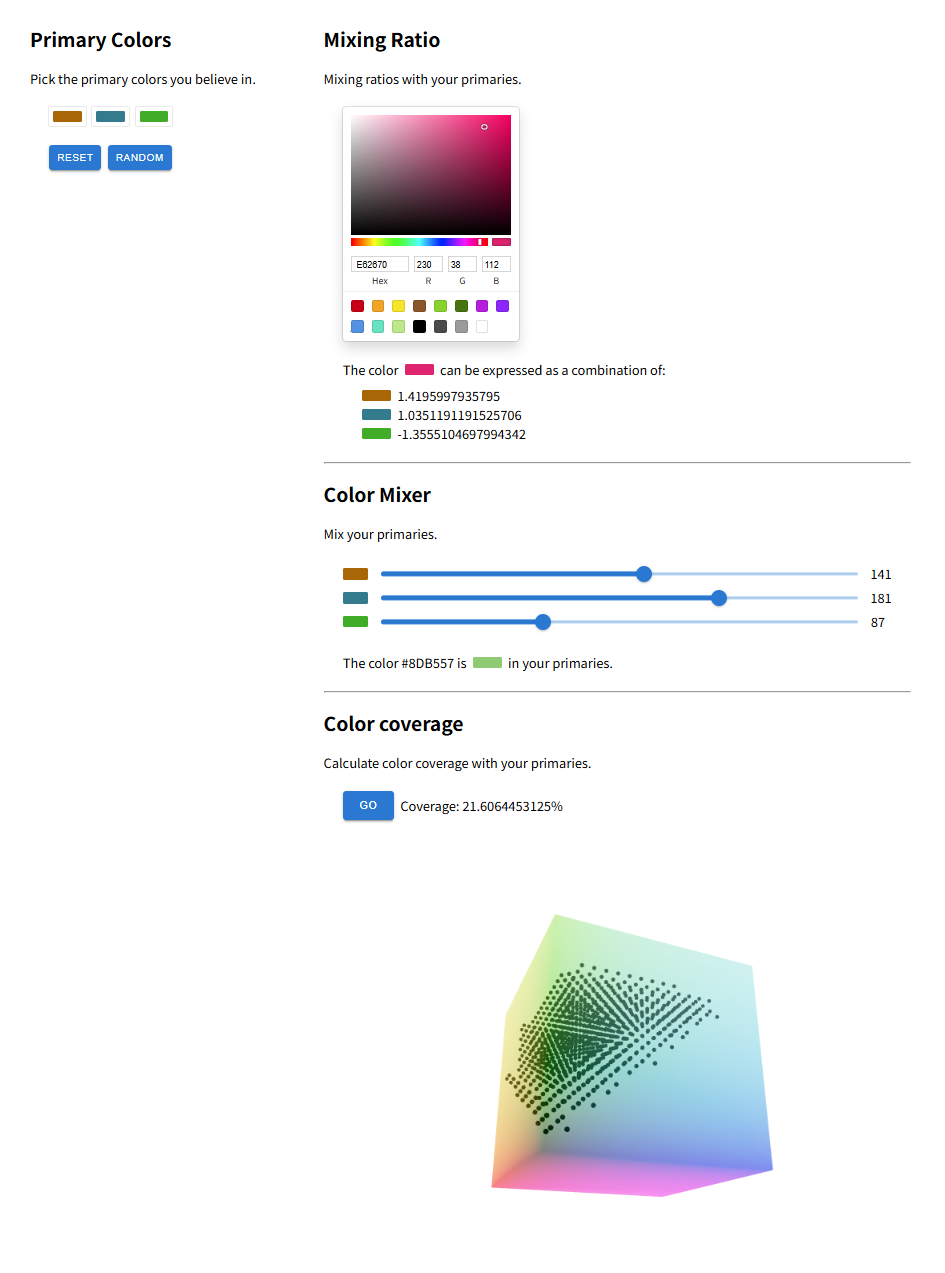 Primary Colors
Pick the primary colors you believe in.
RESET
RANDOM
Mixing Ratio
Mixing ratios with your primaries.
E62670
230
38
112
Hex
R
G
B
The color can be expressed as a combination of:
1.4195997935795
1.0351191191525706
-1.3555104697994342
Color Mixer
Mix your primaries.
141
181
87
The color #8DB557 is in your primaries.
Color coverage
Calculate color coverage with your primaries.
GO
Coverage: 21.6064453125%